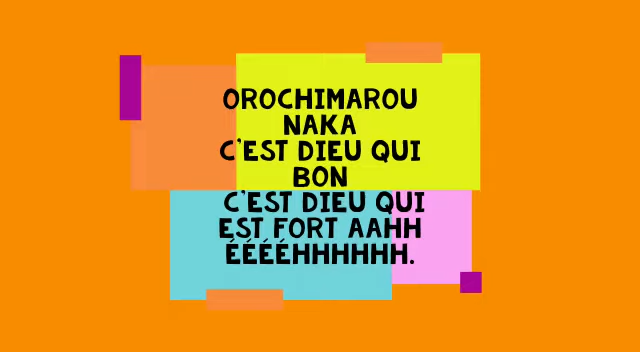 OROCHIMAROU
NAKA
C'EST DIEU QUI
BON
C'EST DIEU QUI
EST FORT AAHH
ÉÉÉÉHHHHHH.